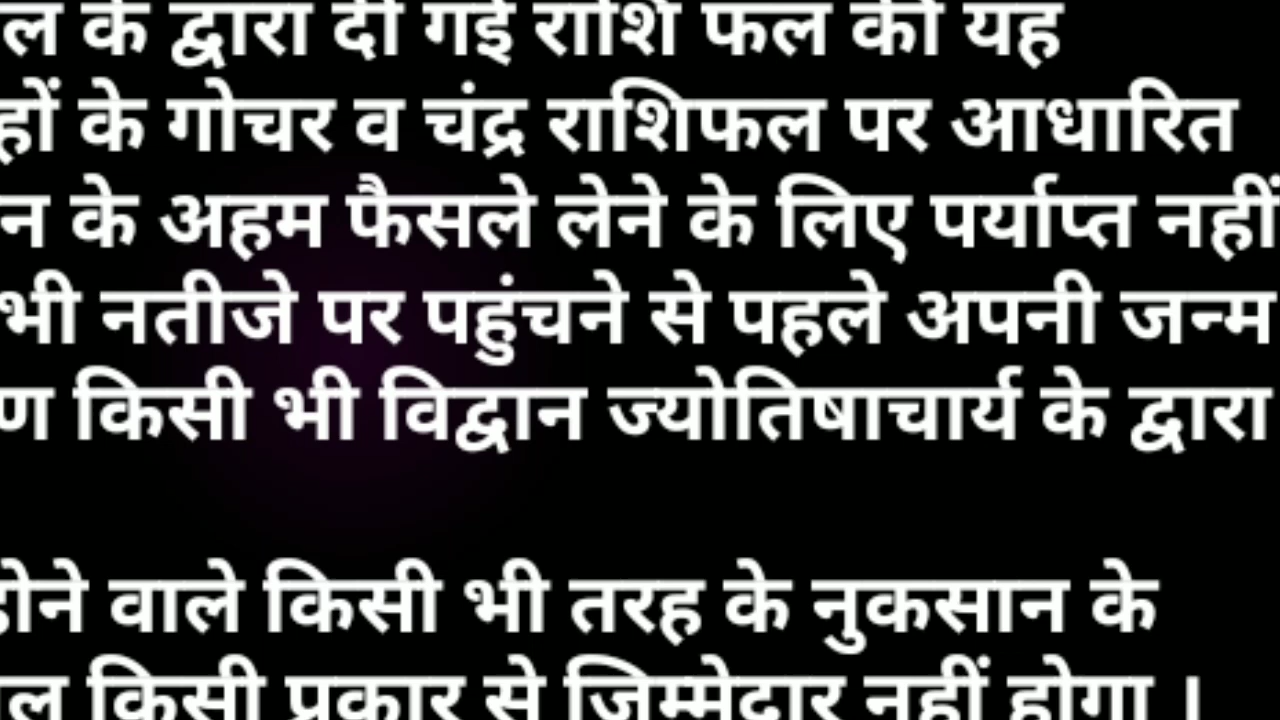 के द्वारा दी गई राशि फल की यह
के गोचर व चंद्र राशिफल पर आधारित
के अहम फैसले लेने के लिए पर्याप्त नहीं
भी नतीजे पर पहुंचने से पहले अपनी जन्म
किसी भी विद्वान ज्योतिषाचार्य के द्वारा
होने वाले किसी भी तरह के नुकसान के
किसी प्रकार से जिम्मेदार नहीं होगा ।